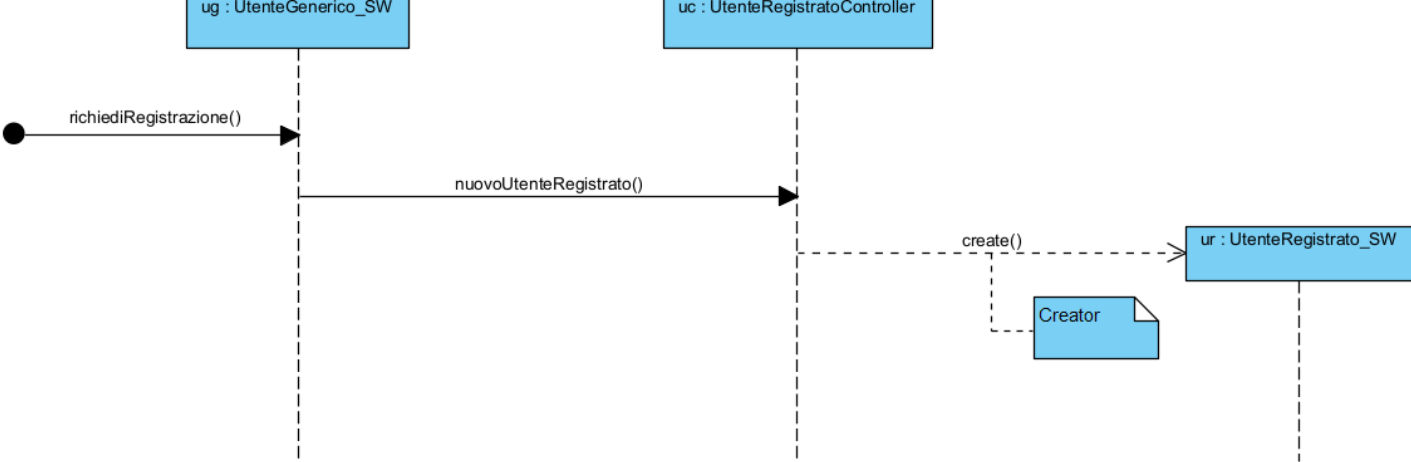 ug : UtenteGenerico_SW
uc : UtenteRegistratoController
richiediRegistrazione()
nuovoUtenteRegistrato()
create()
ur : UtenteRegistrato_SW
Creator